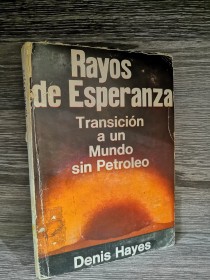 Rayos
de Esperanza
Transición
a un
Mundo
sin Petroleo
Denis Hayes